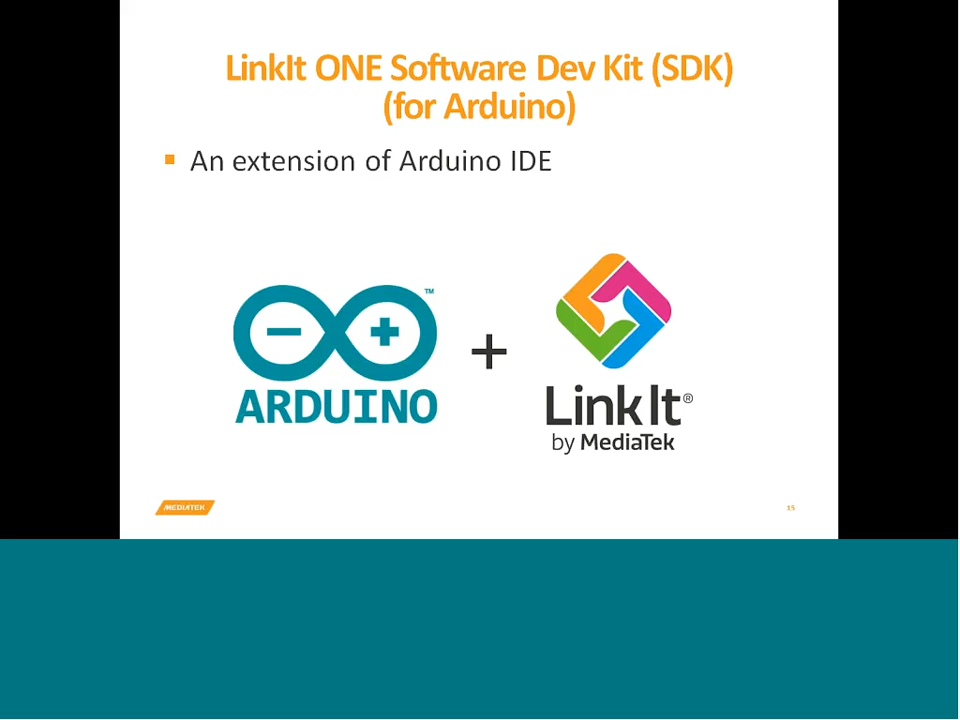 LinkIt ONE Software Dev Kit (SDK)
(for Arduino)
▪ An extension of Arduino IDE
™
− +
ARDUINO
+
LinkIt®
by MediaTek
MEDIATEK
15